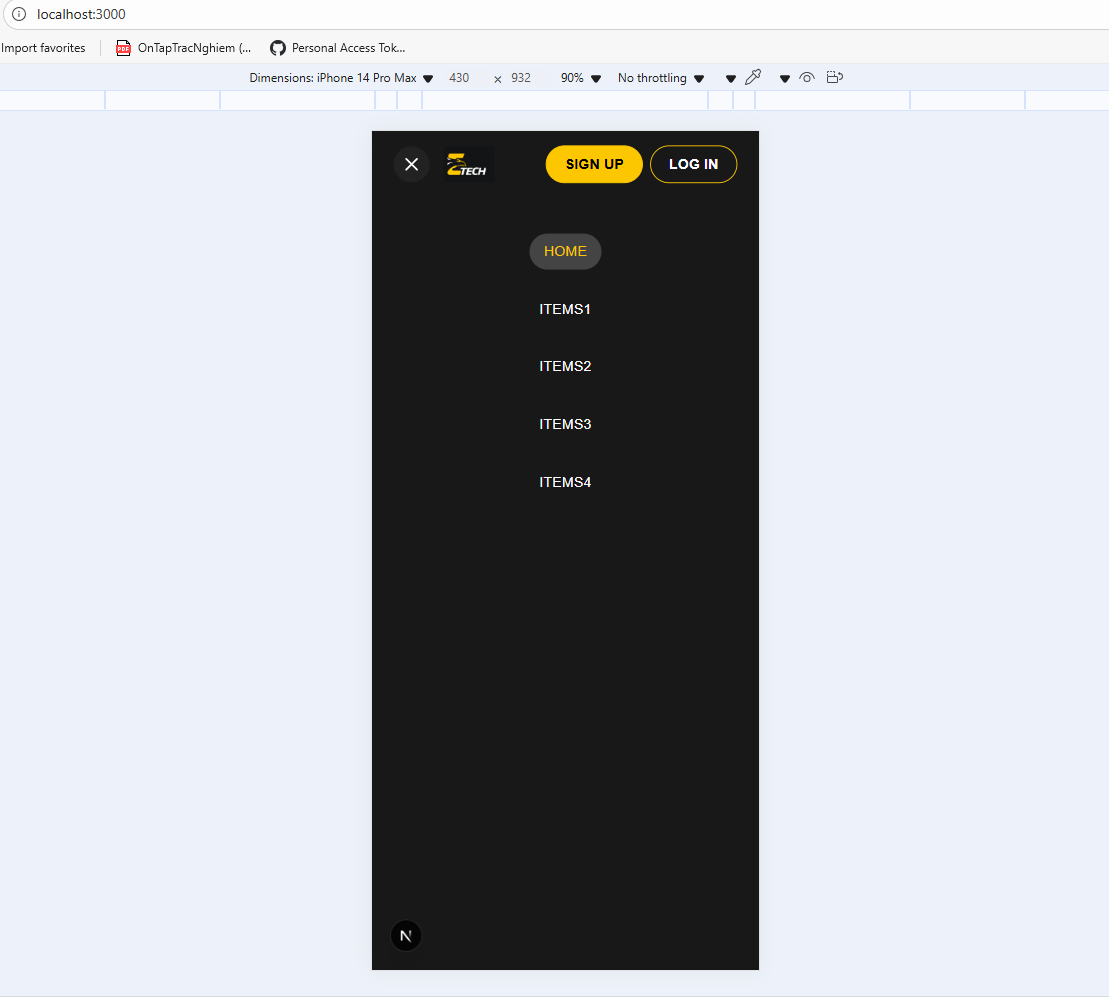 localhost:3000
Import favorites
OnTapTracNghiem (...
Personal Access Tok...
Dimensions: iPhone 14 Pro Max 430 × 932 90% No throttling
ZTECH SIGN UP LOG IN
HOME
ITEMS1
ITEMS2
ITEMS3
ITEMS4
N